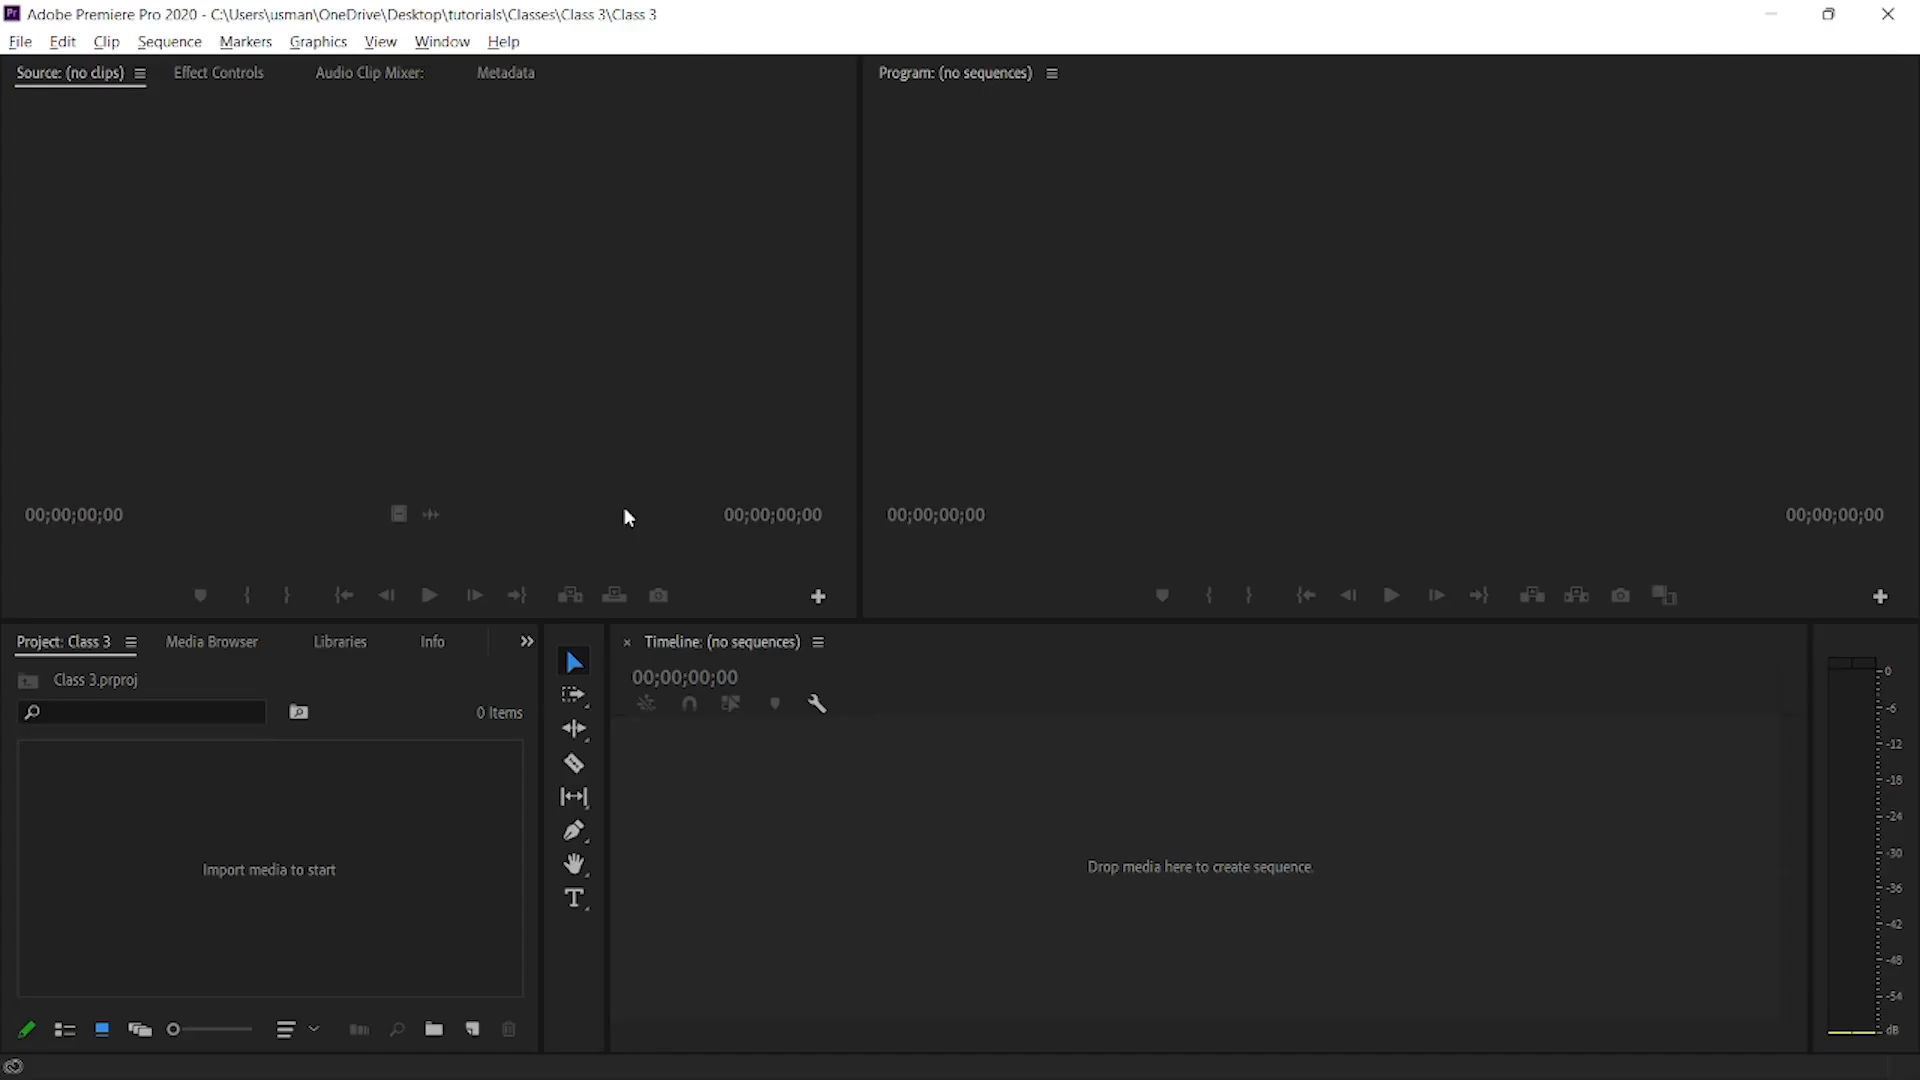 Pr Adobe Premiere Pro 2020 - C:\Users\usman\OneDrive\Desktop\tutorials\Classes\Class 3\Class 3
File Edit Clip Sequence Markers Graphics View Window Help
Source: (no clips) Effect Controls Audio Clip Mixer: Metadata
Program: (no sequences)
00;00;00;00 00;00;00;00
00;00;00;00 00;00;00;00
Project: Class 3 Media Browser Libraries Info
Class 3.prproj
0 Items
Import media to start
Timeline: (no sequences)
00;00;00;00
Drop media here to create sequence.
0
-6
-12
-18
-24
-30
-36
-42
-48
-54
dB